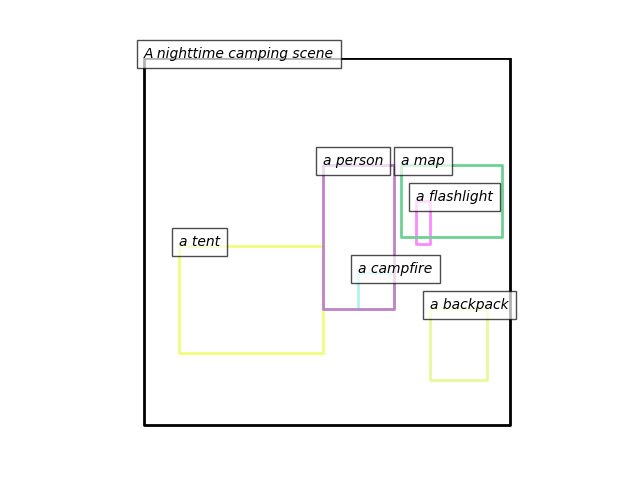 A nighttime camping scene
a person
a map
a flashlight
a tent
a campfire
a backpack